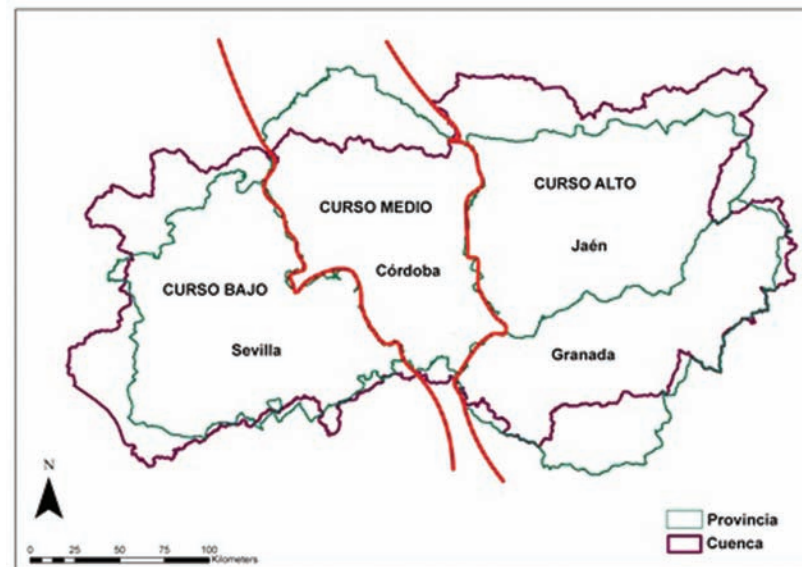 CURSO MEDIO
CURSO ALTO
Jaén
Córdoba
CURSO BAJO
Sevilla
Granada
N
0 25 50 75 100
Kilometers
Provincia
Cuenca